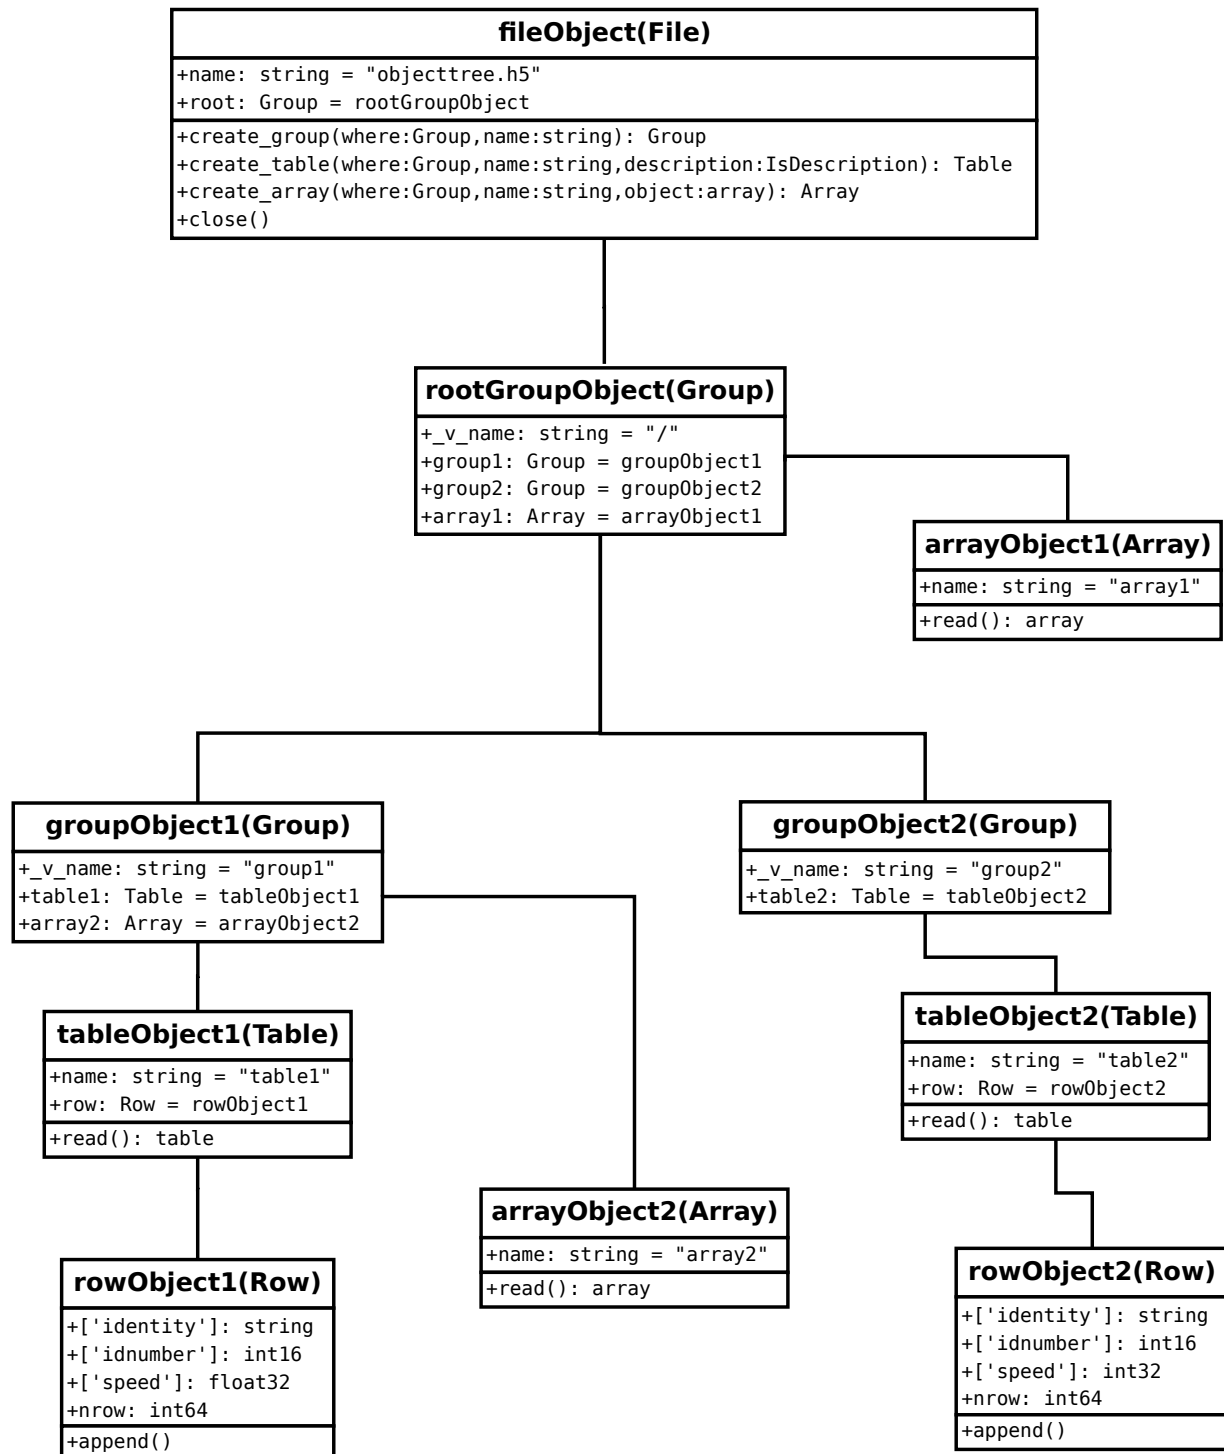 fileObject(File)
+name: string = "objecttree.h5"
+root: Group = rootGroupObject
+create_group(where:Group,name:string): Group
+create_table(where:Group,name:string,description:IsDescription): Table
+create_array(where:Group,name:string,object:array): Array
+close()
rootGroupObject(Group)
+_v_name: string = "/"
+group1: Group = groupObject1
+group2: Group = groupObject2
+array1: Array = arrayObject1
arrayObject1(Array)
+name: string = "array1"
+read(): array
groupObject1(Group)
+_v_name: string = "group1"
+table1: Table = tableObject1
+array2: Array = arrayObject2
groupObject2(Group)
+_v_name: string = "group2"
+table2: Table = tableObject2
tableObject1(Table)
+name: string = "table1"
+row: Row = rowObject1
+read(): table
tableObject2(Table)
+name: string = "table2"
+row: Row = rowObject2
+read(): table
arrayObject2(Array)
+name: string = "array2"
+read(): array
rowObject1(Row)
+['identity']: string
+['idnumber']: int16
+['speed']: float32
+nrow: int64
+append()
rowObject2(Row)
+['identity']: string
+['idnumber']: int16
+['speed']: int32
+nrow: int64
+append()